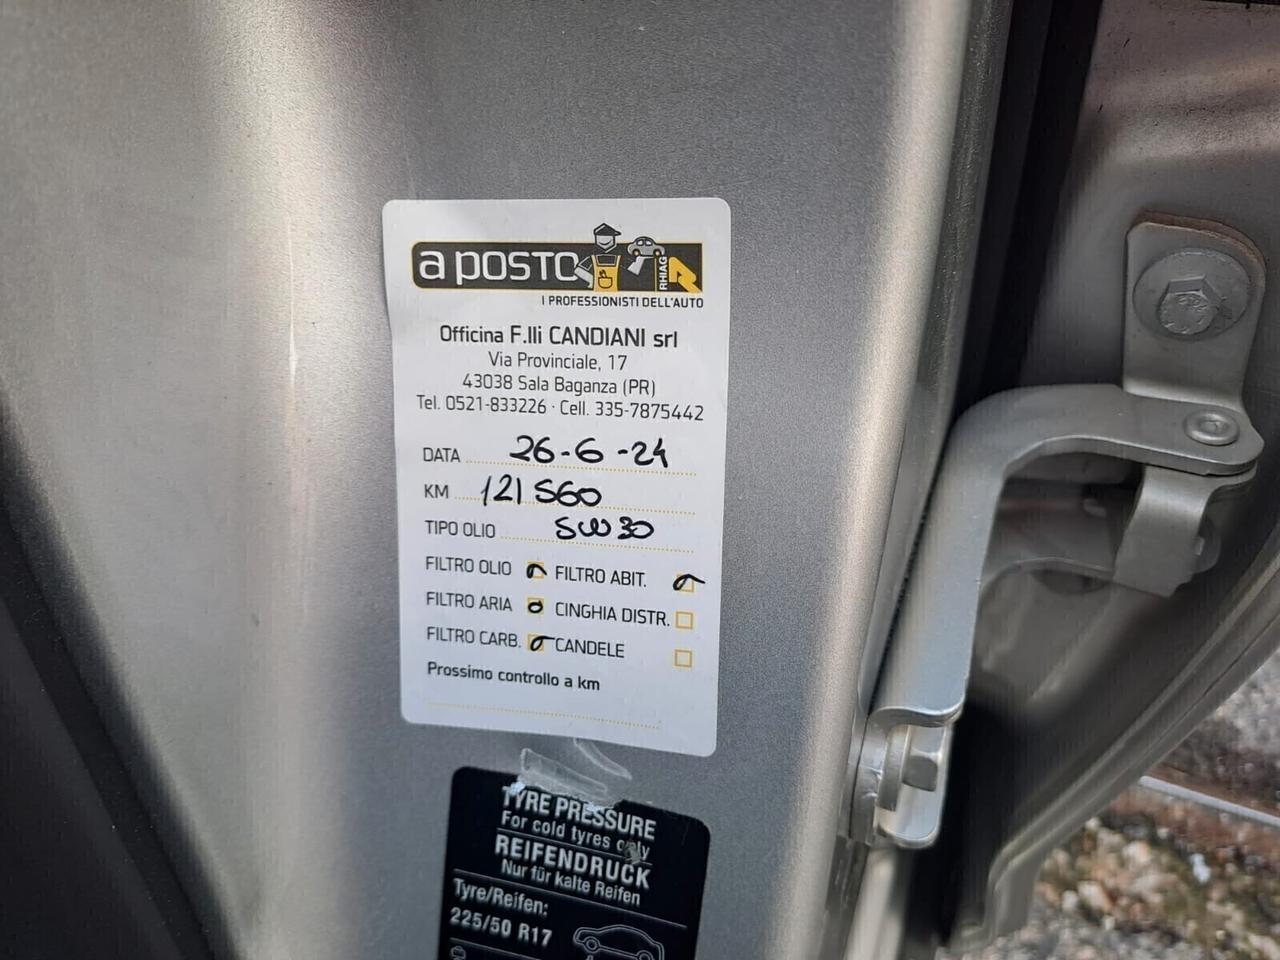 a POSTO
RHIAG
I PROFESSIONISTI DELL'AUTO
Officina F.lli CANDIANI srl
Via Provinciale, 17
43038 Sala Baganza (PR)
Tel. 0521-833226 · Cell. 335-7875442
DATA 26-6-24
KM 121560
TIPO OLIO 5W30
FILTRO OLIO FILTRO ABIT.
FILTRO ARIA CINGHIA DISTR.
FILTRO CARB. CANDELE
Prossimo controllo a km
TYRE PRESSURE
For cold tyres only
REIFENDRUCK
Nur für kalte Reifen
Tyre/Reifen:
225/50 R17